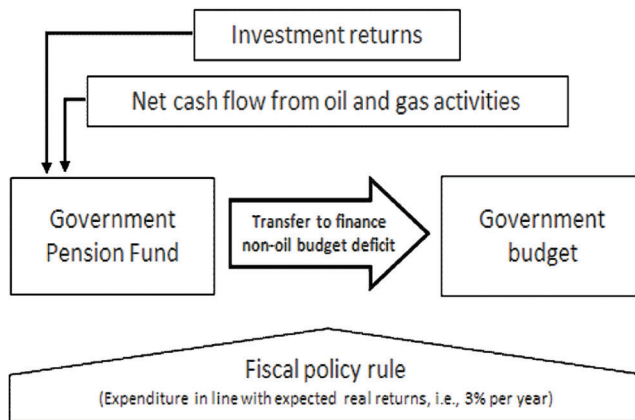 Investment returns
Net cash flow from oil and gas activities
Government
Pension Fund
Transfer to finance
non-oil budget deficit
Government
budget
Fiscal policy rule
(Expenditure in line with expected real returns, i.e., 3% per year)